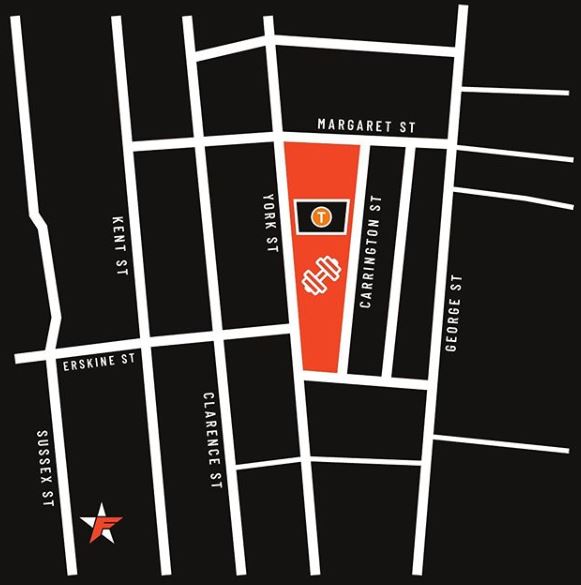 MARGARET ST
T
YORK ST
KENT ST
CARRINGTON ST
GEORGE ST
ERSKINE ST
CLARENCE ST
SUSSEX ST
F